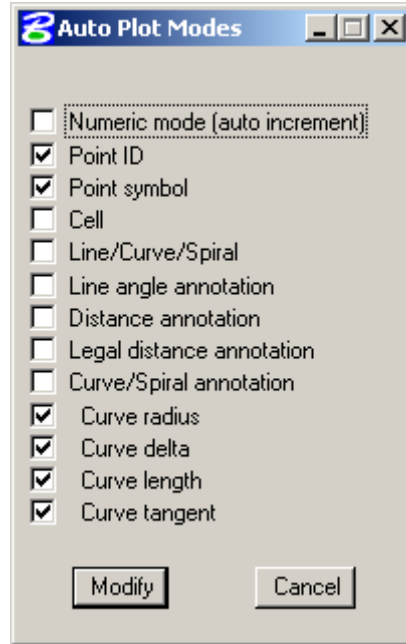 Auto Plot Modes
Numeric mode (auto increment)
Point ID
Point symbol
Cell
Line/Curve/Spiral
Line angle annotation
Distance annotation
Legal distance annotation
Curve/Spiral annotation
Curve radius
Curve delta
Curve length
Curve tangent
Modify Cancel